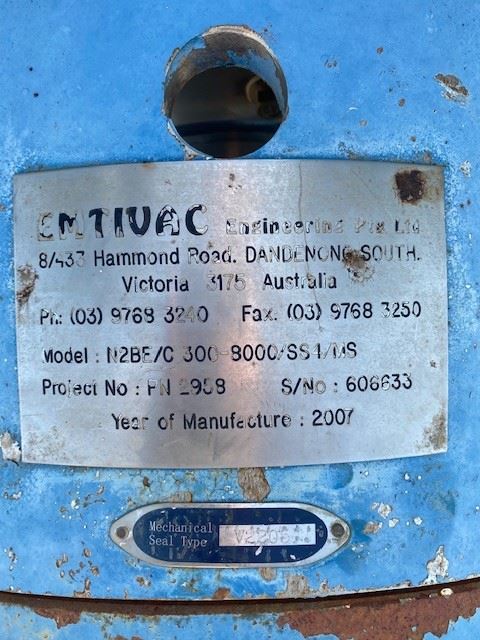 EMTIVAC Engineering Pty Ltd
8/433 Hammond Road. DANDENONG SOUTH.
Victoria 3175 Australia
Ph: (03) 9768 3240 Fax: (03) 9768 3250
Model : N2BE/C 300-8000/SS4/MS
Project No : PN 2958 S/No : 606633
Year of Manufacture : 2007
Mechanical
Seal Type